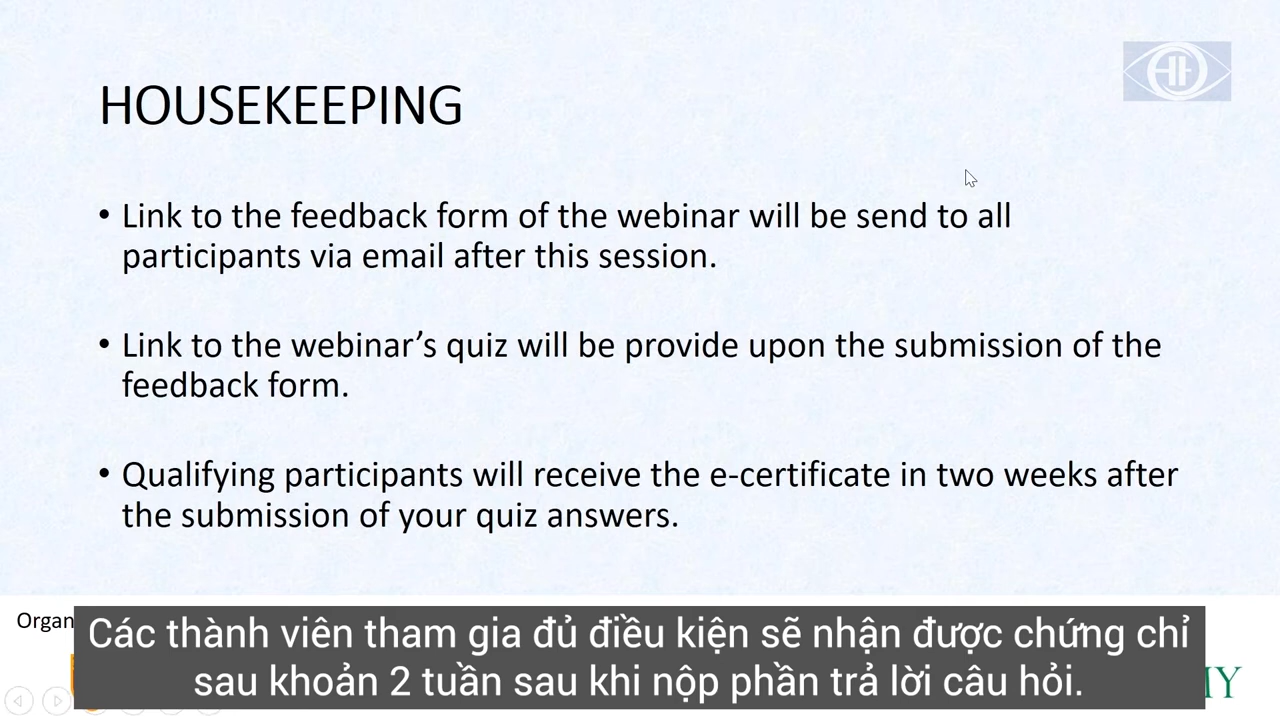 HOUSEKEEPING
• Link to the feedback form of the webinar will be send to all
participants via email after this session.
• Link to the webinar’s quiz will be provide upon the submission of the
feedback form.
• Qualifying participants will receive the e-certificate in two weeks after
the submission of your quiz answers.
Các thành viên tham gia đủ điều kiện sẽ nhận được chứng chỉ
sau khoản 2 tuần sau khi nộp phần trả lời câu hỏi.